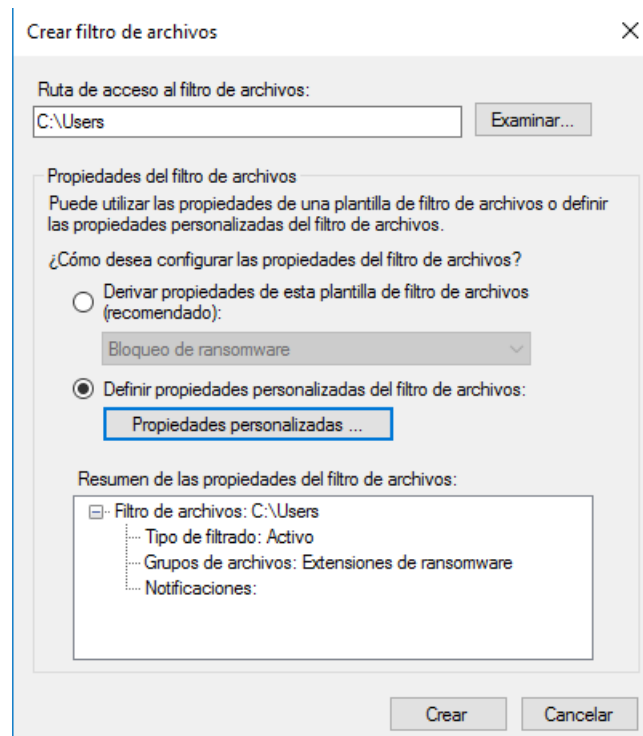 Crear filtro de archivos
Ruta de acceso al filtro de archivos:
C:\Users
Examinar...
Propiedades del filtro de archivos
Puede utilizar las propiedades de una plantilla de filtro de archivos o definir
las propiedades personalizadas del filtro de archivos.
¿Cómo desea configurar las propiedades del filtro de archivos?
Derivar propiedades de esta plantilla de filtro de archivos
(recomendado):
Bloqueo de ransomware
Definir propiedades personalizadas del filtro de archivos:
Propiedades personalizadas ...
Resumen de las propiedades del filtro de archivos:
Filtro de archivos: C:\Users
Tipo de filtrado: Activo
Grupos de archivos: Extensiones de ransomware
Notificaciones:
Crear
Cancelar